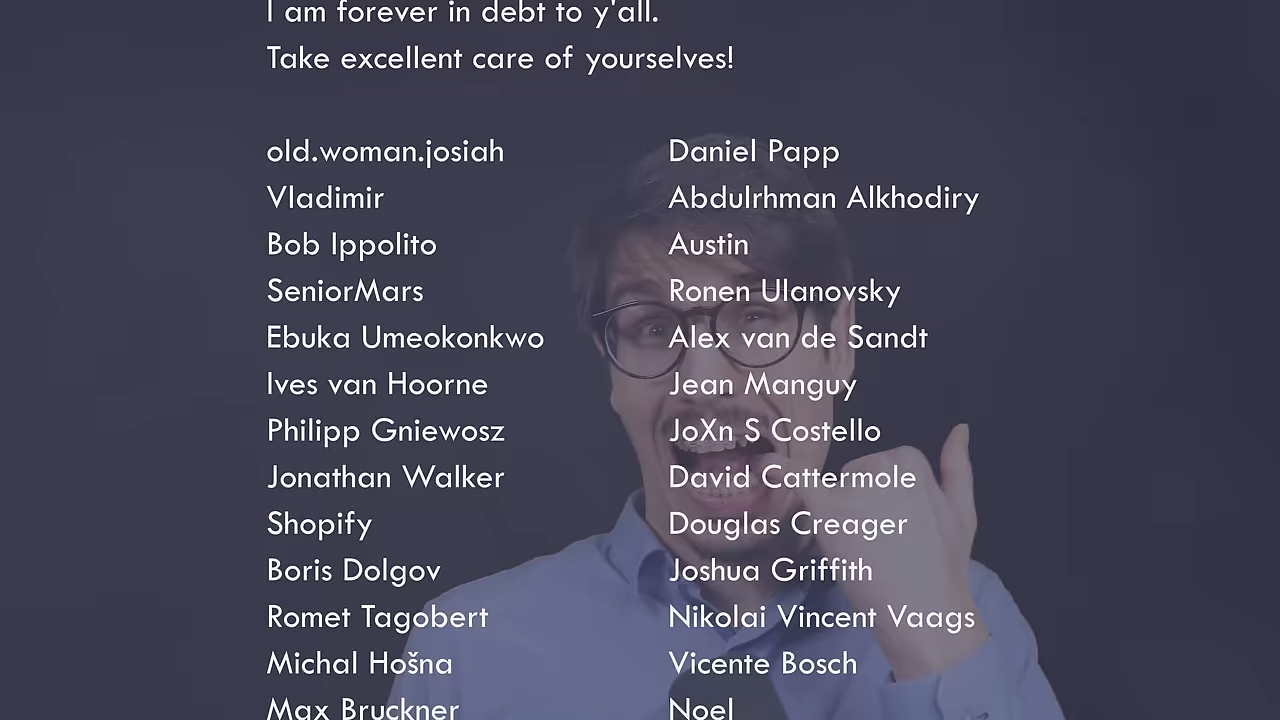 I am forever in debt to y'all.
Take excellent care of yourselves!
old.woman.josiah
Vladimir
Bob Ippolito
SeniorMars
Ebuka Umeokonkwo
Ives van Hoorne
Philipp Gniewosz
Jonathan Walker
Shopify
Boris Dolgov
Romet Tagobert
Michal Hošna
Max Bruckner
Daniel Papp
Abdulrhman Alkhodiry
Austin
Ronen Ulanovsky
Alex van de Sandt
Jean Manguy
JoXn S Costello
David Cattermole
Douglas Creager
Joshua Griffith
Nikolai Vincent Vaags
Vicente Bosch
Noel